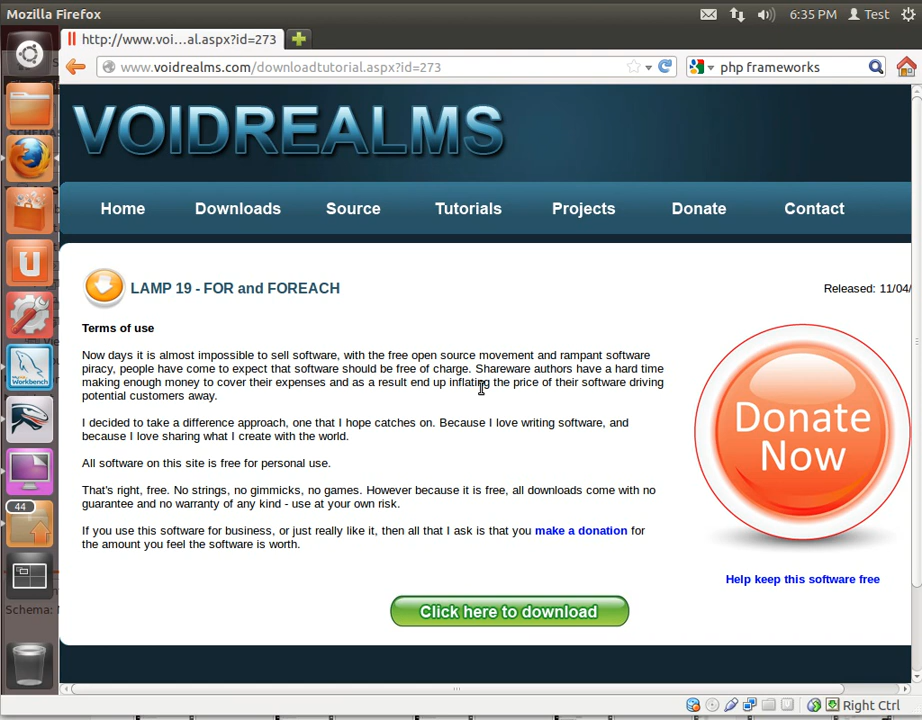 Mozilla Firefox
6:35 PM Test
http://www.voi...al.aspx?id=273
www.voidrealms.com/downloadtutorial.aspx?id=273
php frameworks
VOIDREALMS
Home Downloads Source Tutorials Projects Donate Contact
LAMP 19 - FOR and FOREACH
Released: 11/04/
Terms of use
Now days it is almost impossible to sell software, with the free open source movement and rampant software
piracy, people have come to expect that software should be free of charge. Shareware authors have a hard time
making enough money to cover their expenses and as a result end up inflating the price of their software driving
potential customers away.
I decided to take a difference approach, one that I hope catches on. Because I love writing software, and
because I love sharing what I create with the world.
All software on this site is free for personal use.
That's right, free. No strings, no gimmicks, no games. However because it is free, all downloads come with no
guarantee and no warranty of any kind - use at your own risk.
If you use this software for business, or just really like it, then all that I ask is that you make a donation for
the amount you feel the software is worth.
Donate
Now
Help keep this software free
Click here to download
MySQL
Workbench
44
Schema:
Right Ctrl